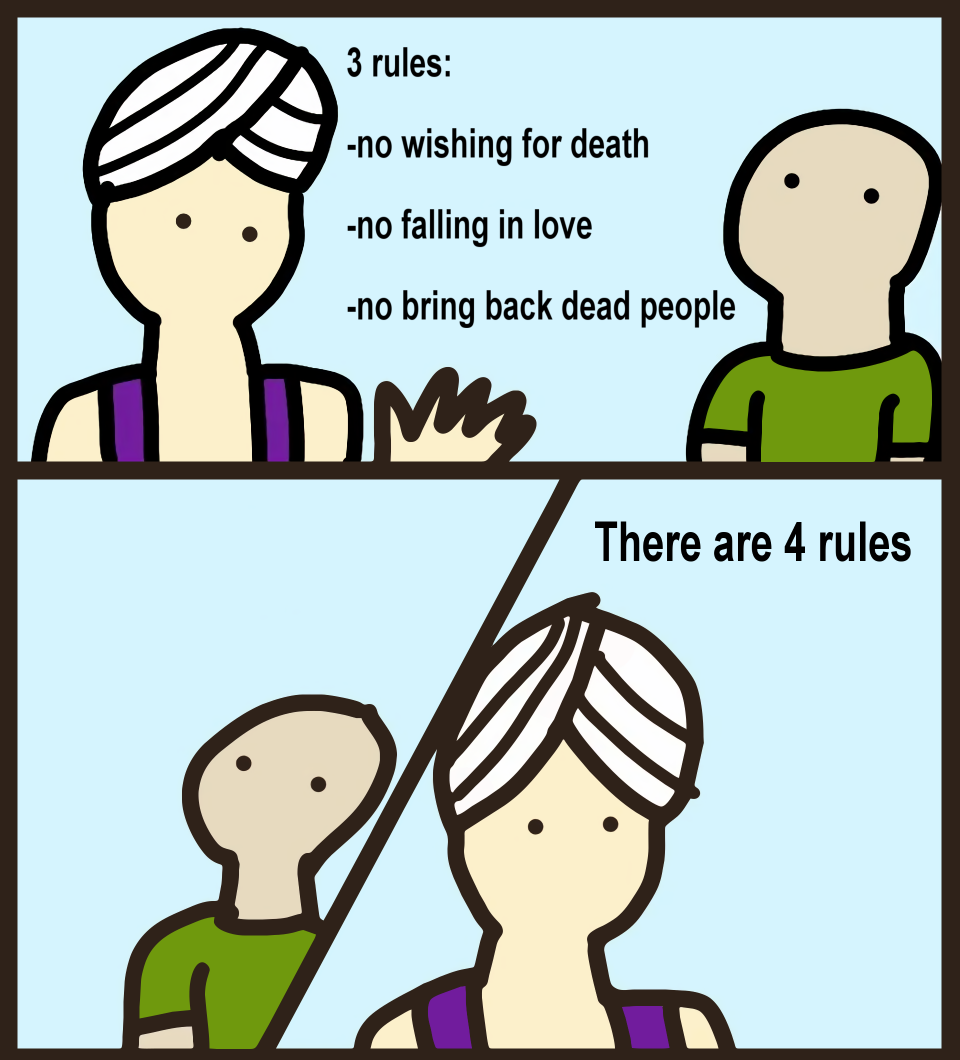 3 rules:
-no wishing for death
-no falling in love
-no bring back dead people
There are 4 rules